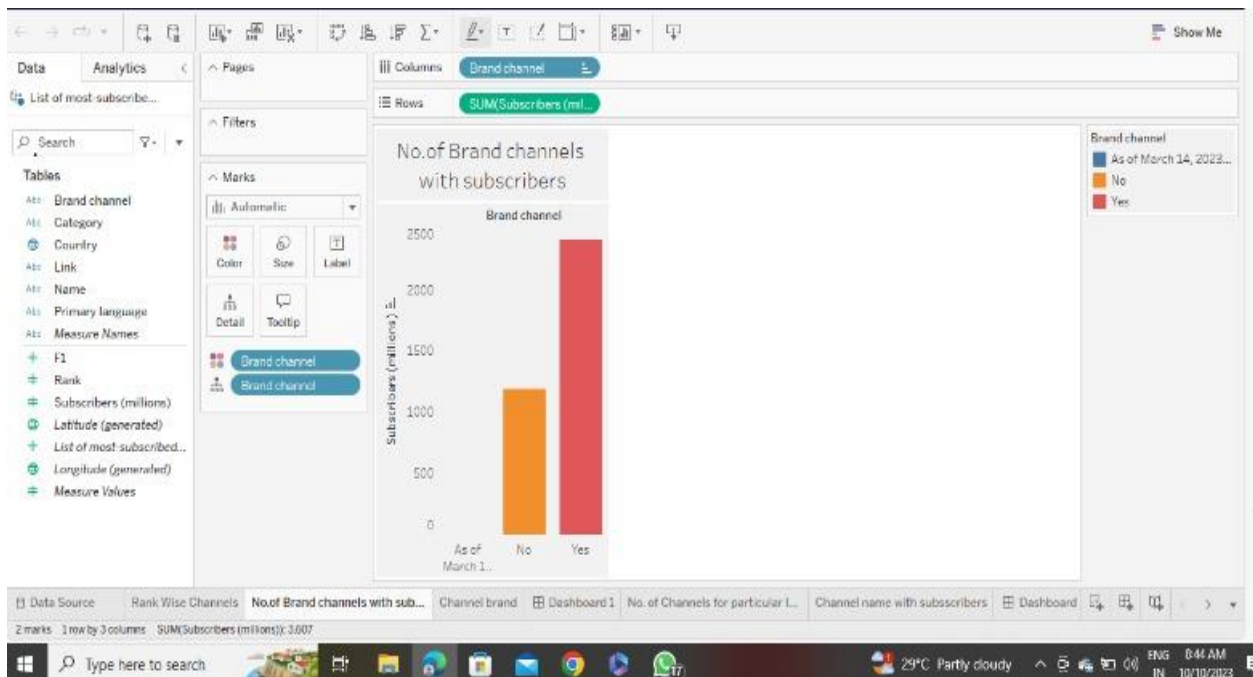 Show Me
Data
Analytics
Pages
Columns
Brand channel
List of most-subscribe...
Rows
SUM(Subscribers (mil...
Filters
Search
Tables
Abc Brand channel
Abc Category
Country
Abc Link
Abc Name
Abc Primary language
Abc Measure Names
F1
Rank
Subscribers (millions)
Latitude (generated)
List of most-subscribed...
Longitude (generated)
Measure Values
Marks
Automatic
Color
Size
Label
Detail
Tooltip
Brand channel
Brand channel
No.of Brand channels
with subscribers
Brand channel
Subscribers (millions)
2500
2000
1500
1000
500
0
As of
March 1..
No
Yes
Brand channel
As of March 14, 2023...
No
Yes
Data Source
Rank Wise Channels
No.of Brand channels with sub...
Channel brand
Dashboard 1
No. of Channels for particular l...
Channel name with subsscribers
Dashboard
2 marks 1 row by 3 columns SUM(Subscribers (millions)): 3,607
Type here to search
17
29°C Partly cloudy
ENG
IN
8:44 AM
10/10/2023